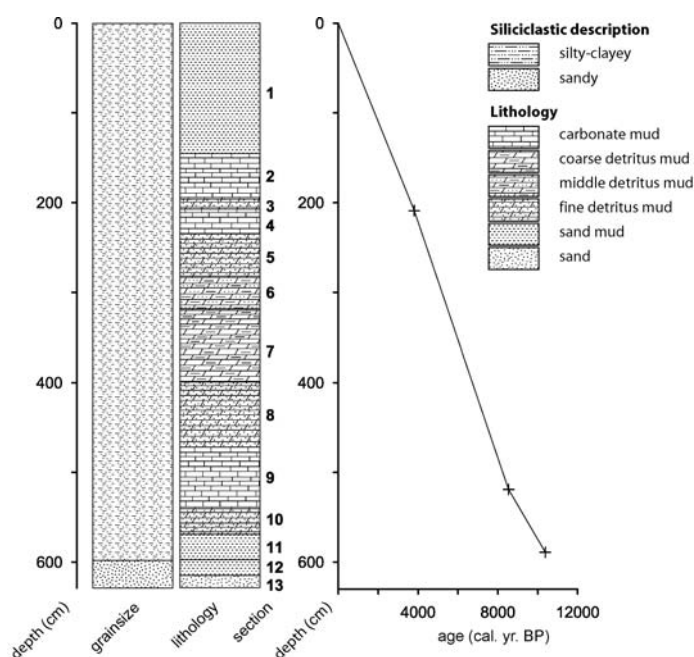 0
200
400
600
depth (cm)
grainsize
lithology
section
1
2
3
4
5
6
7
8
9
10
11
12
13
0
200
400
600
depth (cm)
4000
8000
12000
age (cal. yr. BP)
Siliciclastic description
silty-clayey
sandy
Lithology
carbonate mud
coarse detritus mud
middle detritus mud
fine detritus mud
sand mud
sand